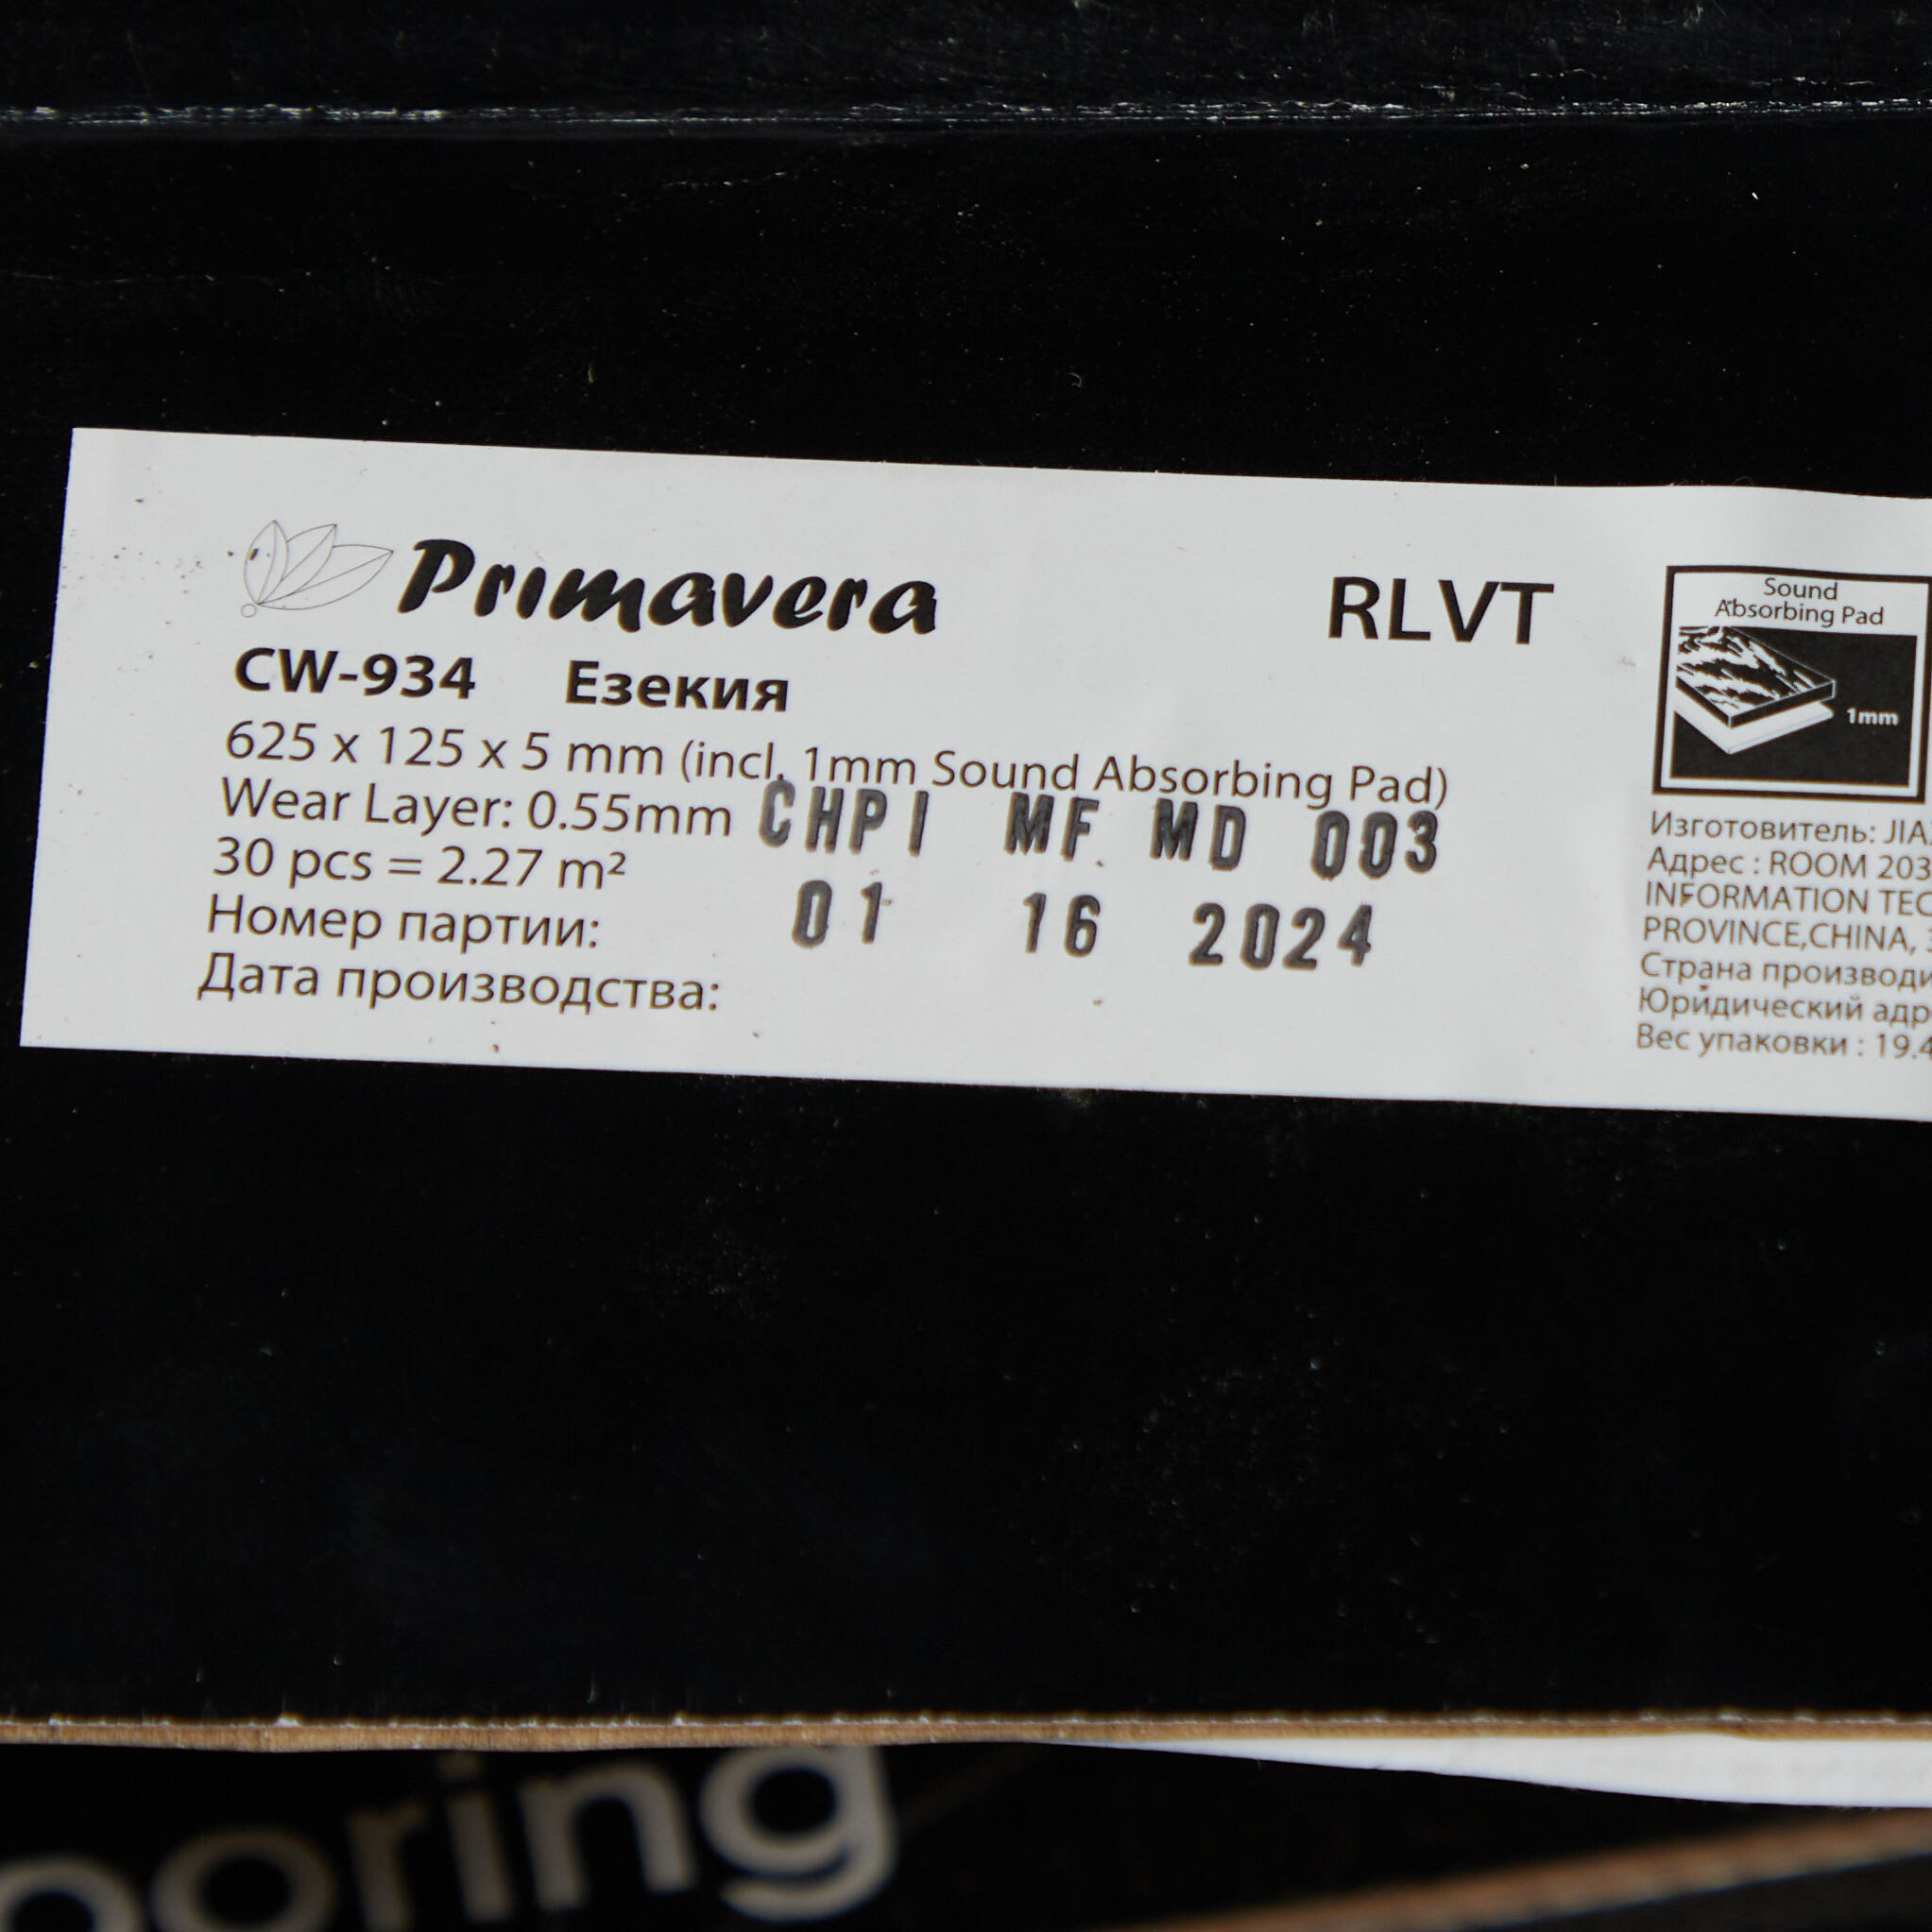 Primavera
RLVT
CW-934 Езекия
625 x 125 x 5 mm (incl. 1mm Sound Absorbing Pad)
Wear Layer: 0.55mm
CHPI MF MD 003
30 pcs = 2.27 m²
01 16 2024
Номер партии:
Дата производства:
Sound
Absorbing Pad
1mm
Изготовитель: JIA
Адрес : ROOM 203
INFORMATION TEC
PROVINCE,CHINA,
Страна производи
Юридический адр
Вес упаковки : 19.4
ooring